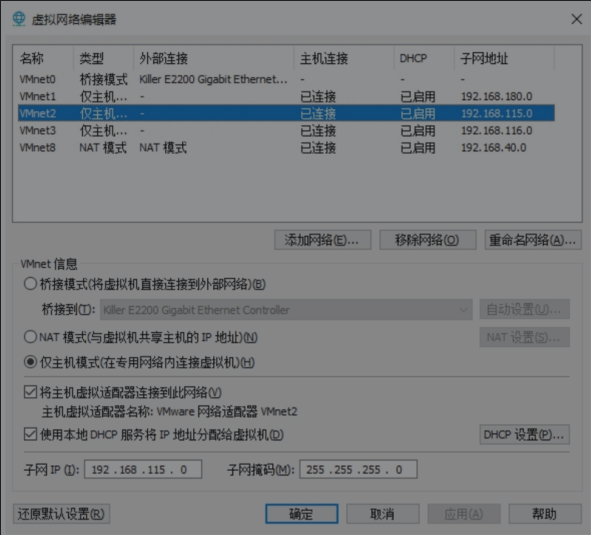 虚拟网络编辑器
名称 类型 外部连接 主机连接 DHCP 子网地址
VMnet0 桥接模式 Killer E2200 Gigabit Ethernet... - - -
VMnet1 仅主机... - 已连接 已启用 192.168.180.0
VMnet2 仅主机... - 已连接 已启用 192.168.115.0
VMnet3 仅主机... - 已连接 已启用 192.168.116.0
VMnet8 NAT 模式 NAT 模式 已连接 已启用 192.168.40.0
添加网络(E)... 移除网络(O) 重命名网络(A)...
VMnet 信息
桥接模式(将虚拟机直接连接到外部网络)(B)
桥接到(T): Killer E2200 Gigabit Ethernet Controller 自动设置(U)...
NAT 模式(与虚拟机共享主机的 IP 地址)(N) NAT 设置(S)...
仅主机模式(在专用网络内连接虚拟机)(H)
将主机虚拟适配器连接到此网络(V)
主机虚拟适配器名称: VMware 网络适配器 VMnet2
使用本地 DHCP 服务将 IP 地址分配给虚拟机(D) DHCP 设置(P)...
子网 IP (I): 192 . 168 . 115 . 0 子网掩码(M): 255 . 255 . 255 . 0
还原默认设置(R) 确定 取消 应用(A) 帮助